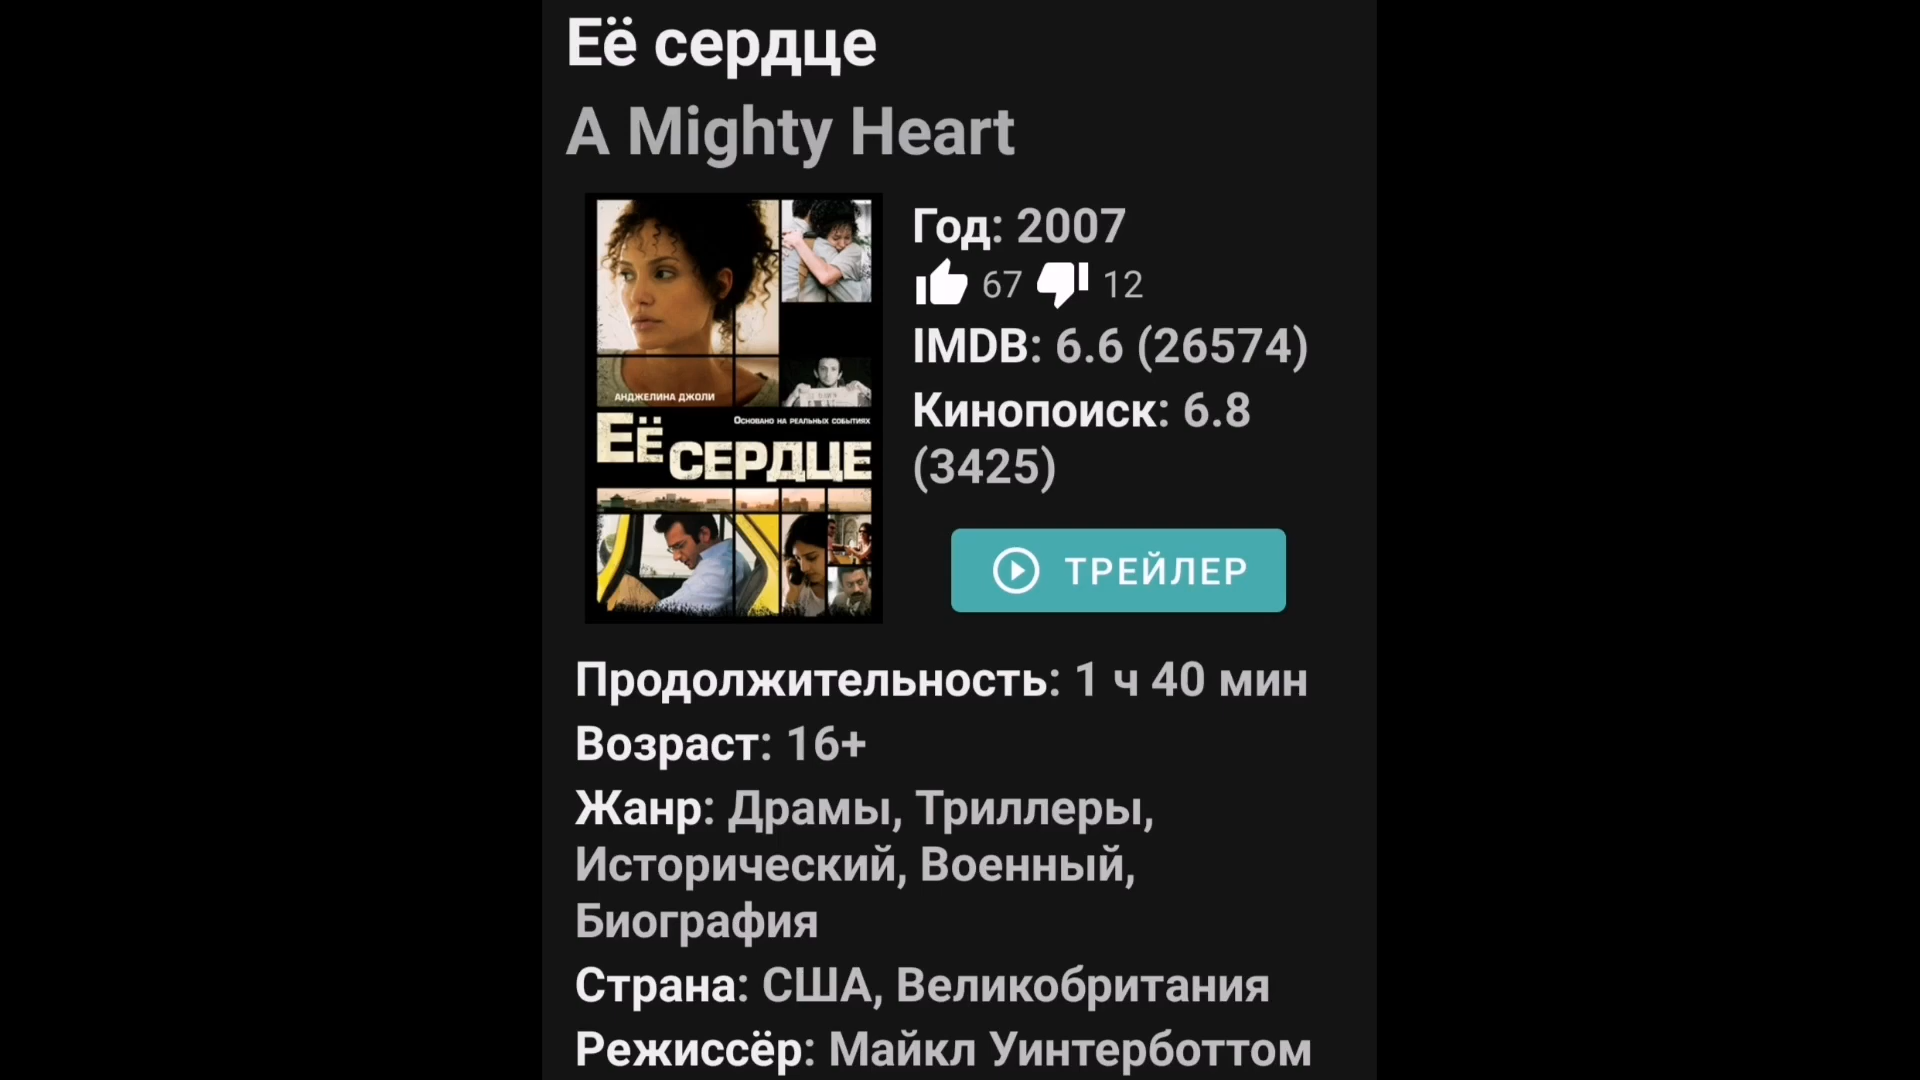 Её сердце
A Mighty Heart
Год: 2007
67 12
IMDB: 6.6 (26574)
Кинопоиск: 6.8
(3425)
АНДЖЕЛИНА ДЖОЛИ
Основано на реальных событиях
Её сердце
ТРЕЙЛЕР
Продолжительность: 1 ч 40 мин
Возраст: 16+
Жанр: Драмы, Триллеры,
Исторический, Военный,
Биография
Страна: США, Великобритания
Режиссёр: Майкл Уинтерботтом